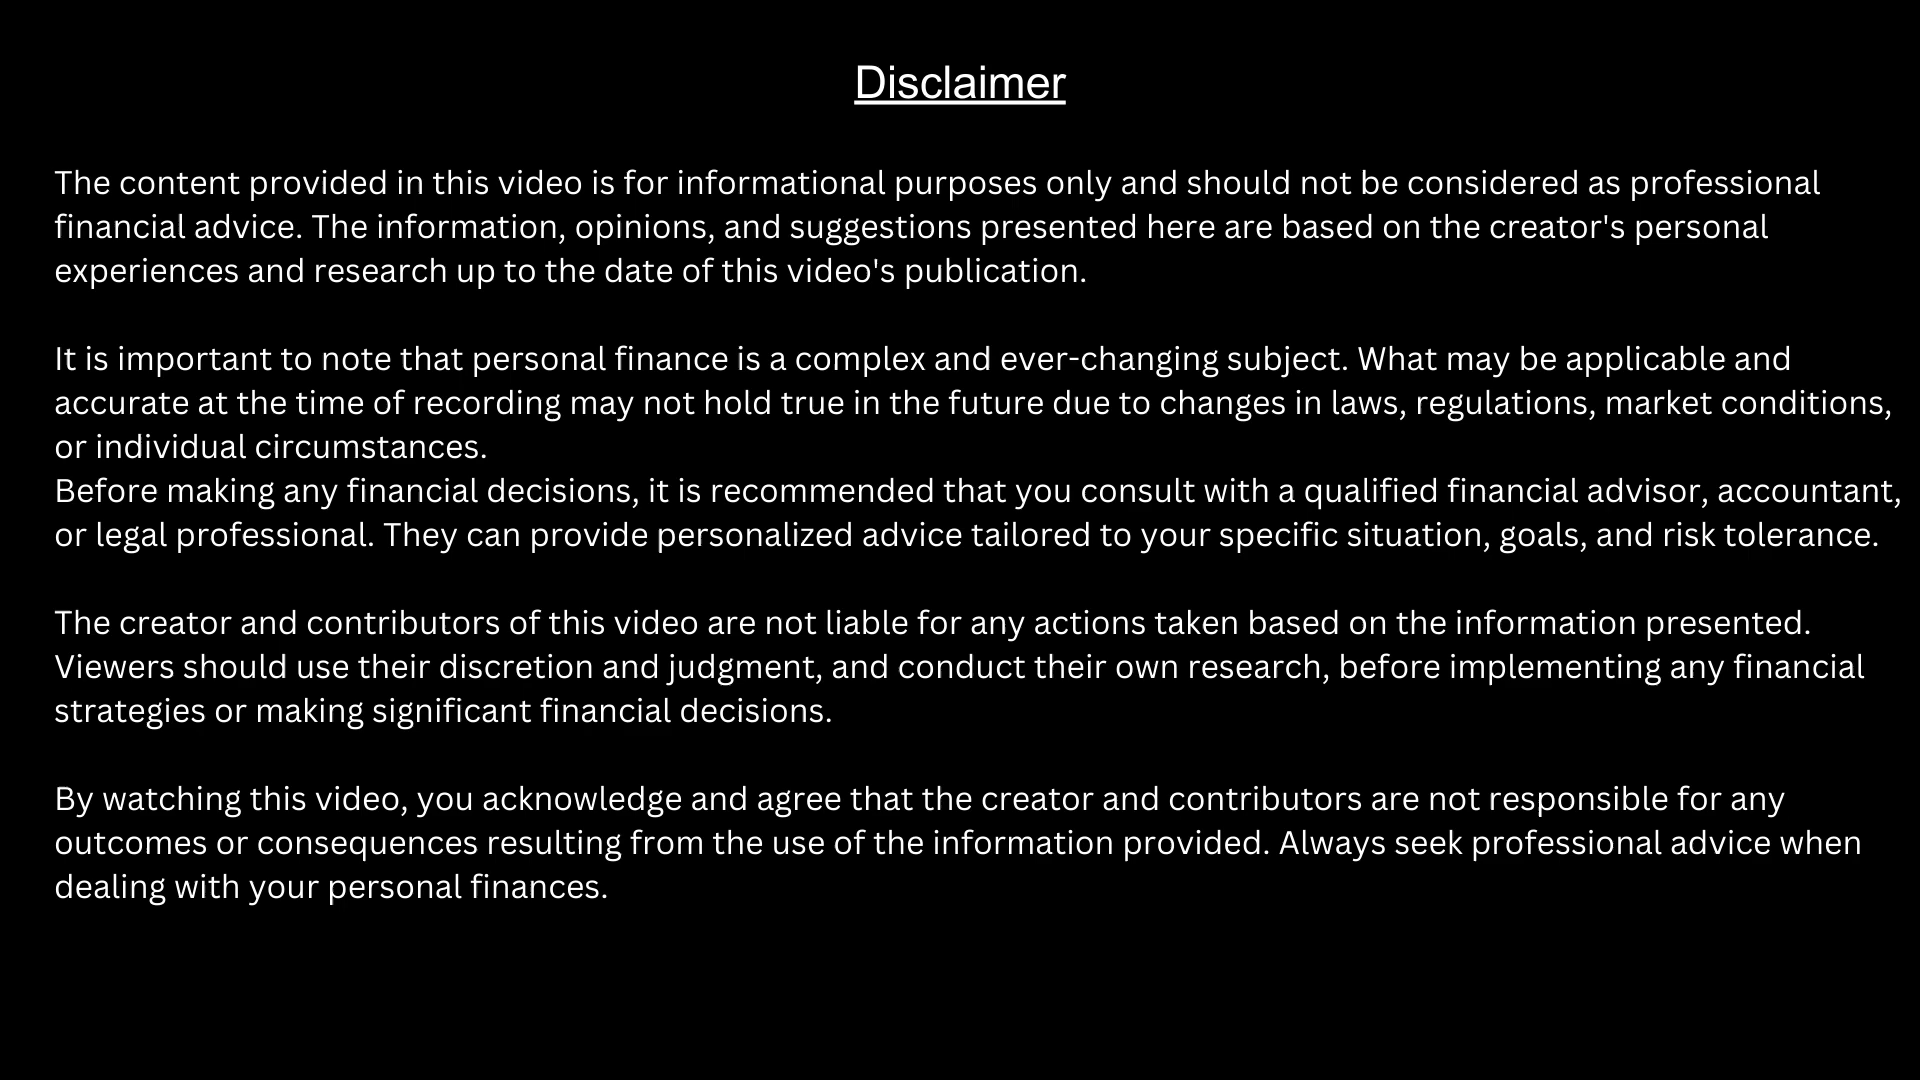 Disclaimer
The content provided in this video is for informational purposes only and should not be considered as professional
financial advice. The information, opinions, and suggestions presented here are based on the creator's personal
experiences and research up to the date of this video's publication.
It is important to note that personal finance is a complex and ever-changing subject. What may be applicable and
accurate at the time of recording may not hold true in the future due to changes in laws, regulations, market conditions,
or individual circumstances.
Before making any financial decisions, it is recommended that you consult with a qualified financial advisor, accountant,
or legal professional. They can provide personalized advice tailored to your specific situation, goals, and risk tolerance.
The creator and contributors of this video are not liable for any actions taken based on the information presented.
Viewers should use their discretion and judgment, and conduct their own research, before implementing any financial
strategies or making significant financial decisions.
By watching this video, you acknowledge and agree that the creator and contributors are not responsible for any
outcomes or consequences resulting from the use of the information provided. Always seek professional advice when
dealing with your personal finances.